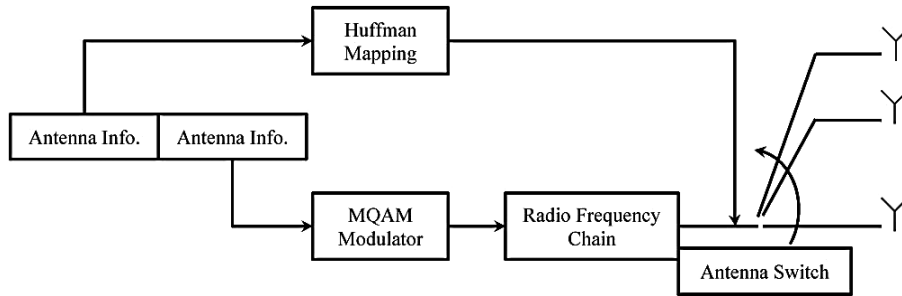 Huffman
Mapping
Antenna Info.
Antenna Info.
MQAM
Modulator
Radio Frequency
Chain
Antenna Switch